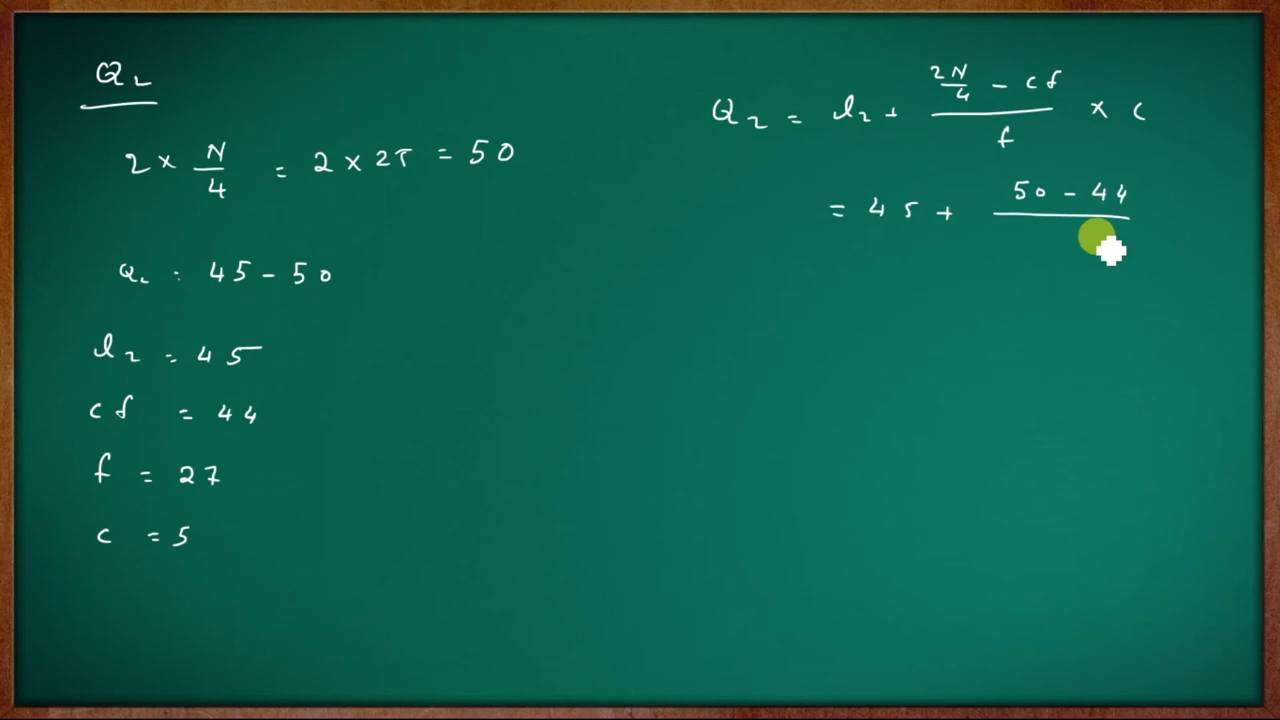 Q₂
2 × N/4 = 2 × 25 = 50
Q₂ : 45 - 50
l₂ = 45
cf = 44
f = 27
c = 5
Q₂ = l₂ + (2N/4 - cf)/f × c
= 45 + (50 - 44)/